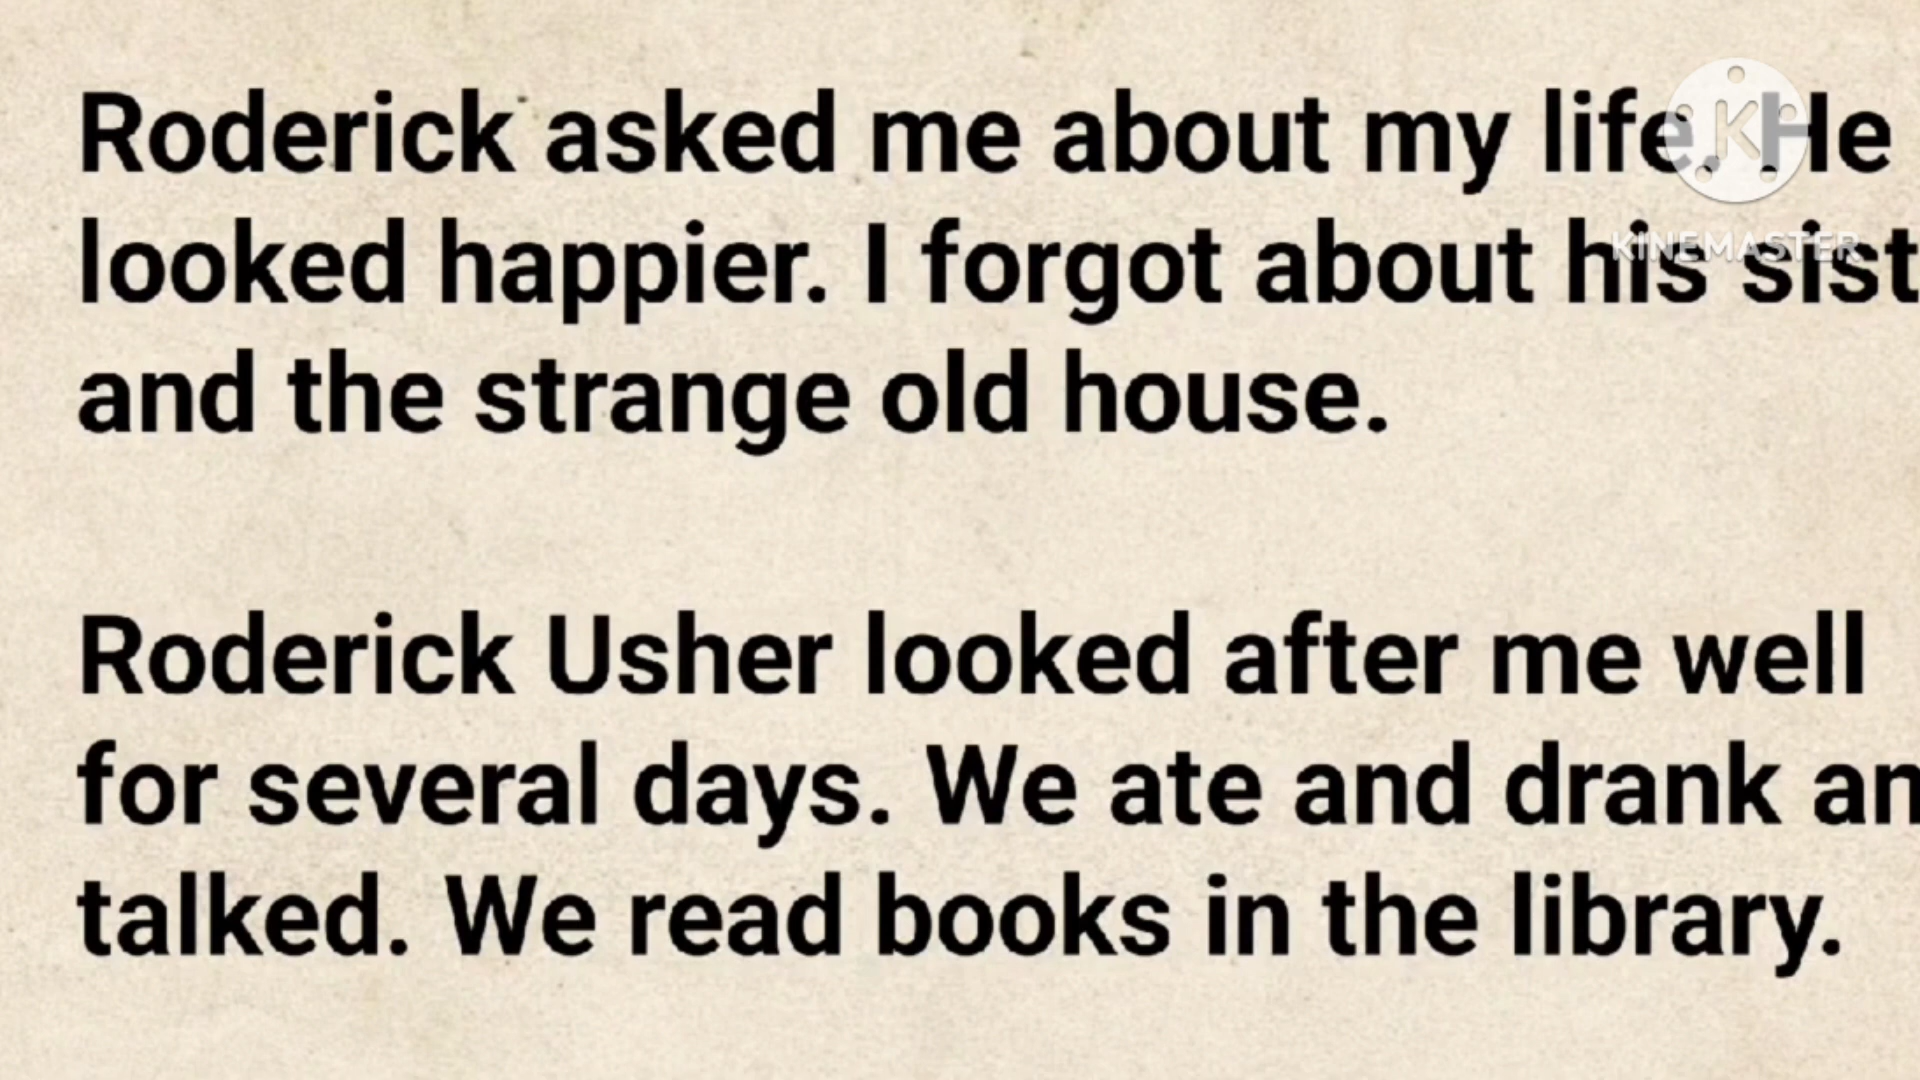 Roderick asked me about my life. He
looked happier. I forgot about his sist
and the strange old house.
Roderick Usher looked after me well
for several days. We ate and drank an
talked. We read books in the library.
K
KINEMASTER